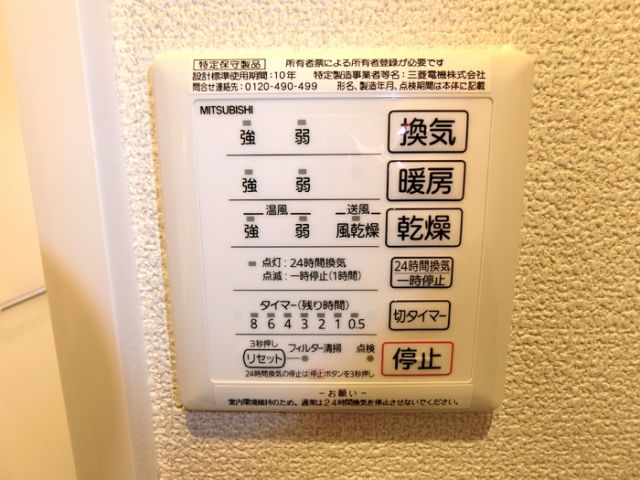 特定保守製品 所有者票による所有者登録が必要です
設計標準使用期間:10年 特定製造事業者等名:三菱電機株式会社
問合せ連絡先:0120-490-499 形名、製造年月、点検期間は本体に記載
MITSUBISHI
強 弱 換気
強 弱 暖房
温風 送風
強 弱 風乾燥 乾燥
点灯:24時間換気
点滅:一時停止(1時間)
24時間換気
一時停止
タイマー(残り時間)
8 6 4 3 2 1 0.5
切タイマー
3秒押し
リセット フィルター清掃 点検
停止
24時間換気の停止は停止ボタンを3秒押し
-お願い-
室内環境維持のため、通常は24時間換気を停止させないでください。